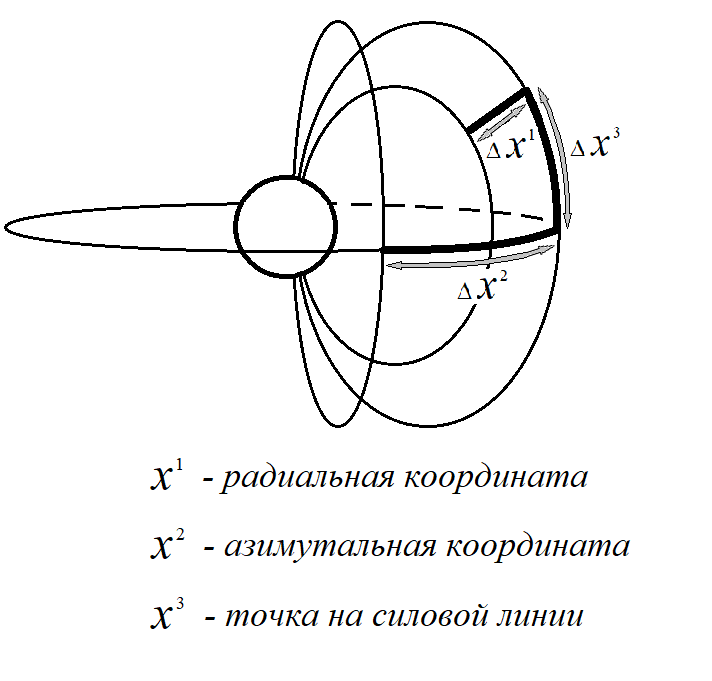 Δx¹
Δx³
Δx²
x¹ - радиальная координата
x² - азимутальная координата
x³ - точка на силовой линии